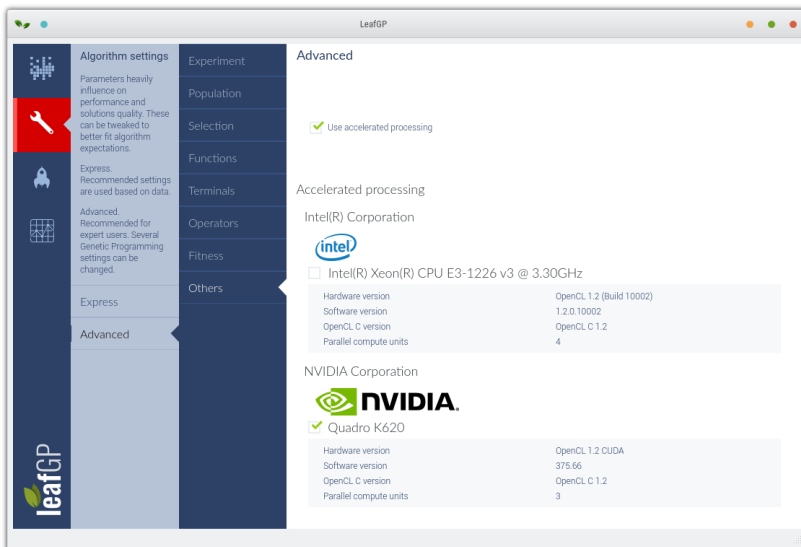 LeafGP
Algorithm settings
Parameters heavily
influence on
performance and
solutions quality. These
can be tweaked to
better fit algorithm
expectations.
Express.
Recommended settings
are used based on data.
Advanced.
Recommended for
expert users. Several
Genetic Programming
settings can be
changed.
Express
Advanced
leafGP
Experiment
Population
Selection
Functions
Terminals
Operators
Fitness
Others
Advanced
Use accelerated processing
Accelerated processing
Intel(R) Corporation
intel
Intel(R) Xeon(R) CPU E3-1226 v3 @ 3.30GHz
Hardware version OpenCL 1.2 (Build 10002)
Software version 1.2.0.10002
OpenCL C version OpenCL C 1.2
Parallel compute units 4
NVIDIA Corporation
NVIDIA.
Quadro K620
Hardware version OpenCL 1.2 CUDA
Software version 375.66
OpenCL C version OpenCL C 1.2
Parallel compute units 3